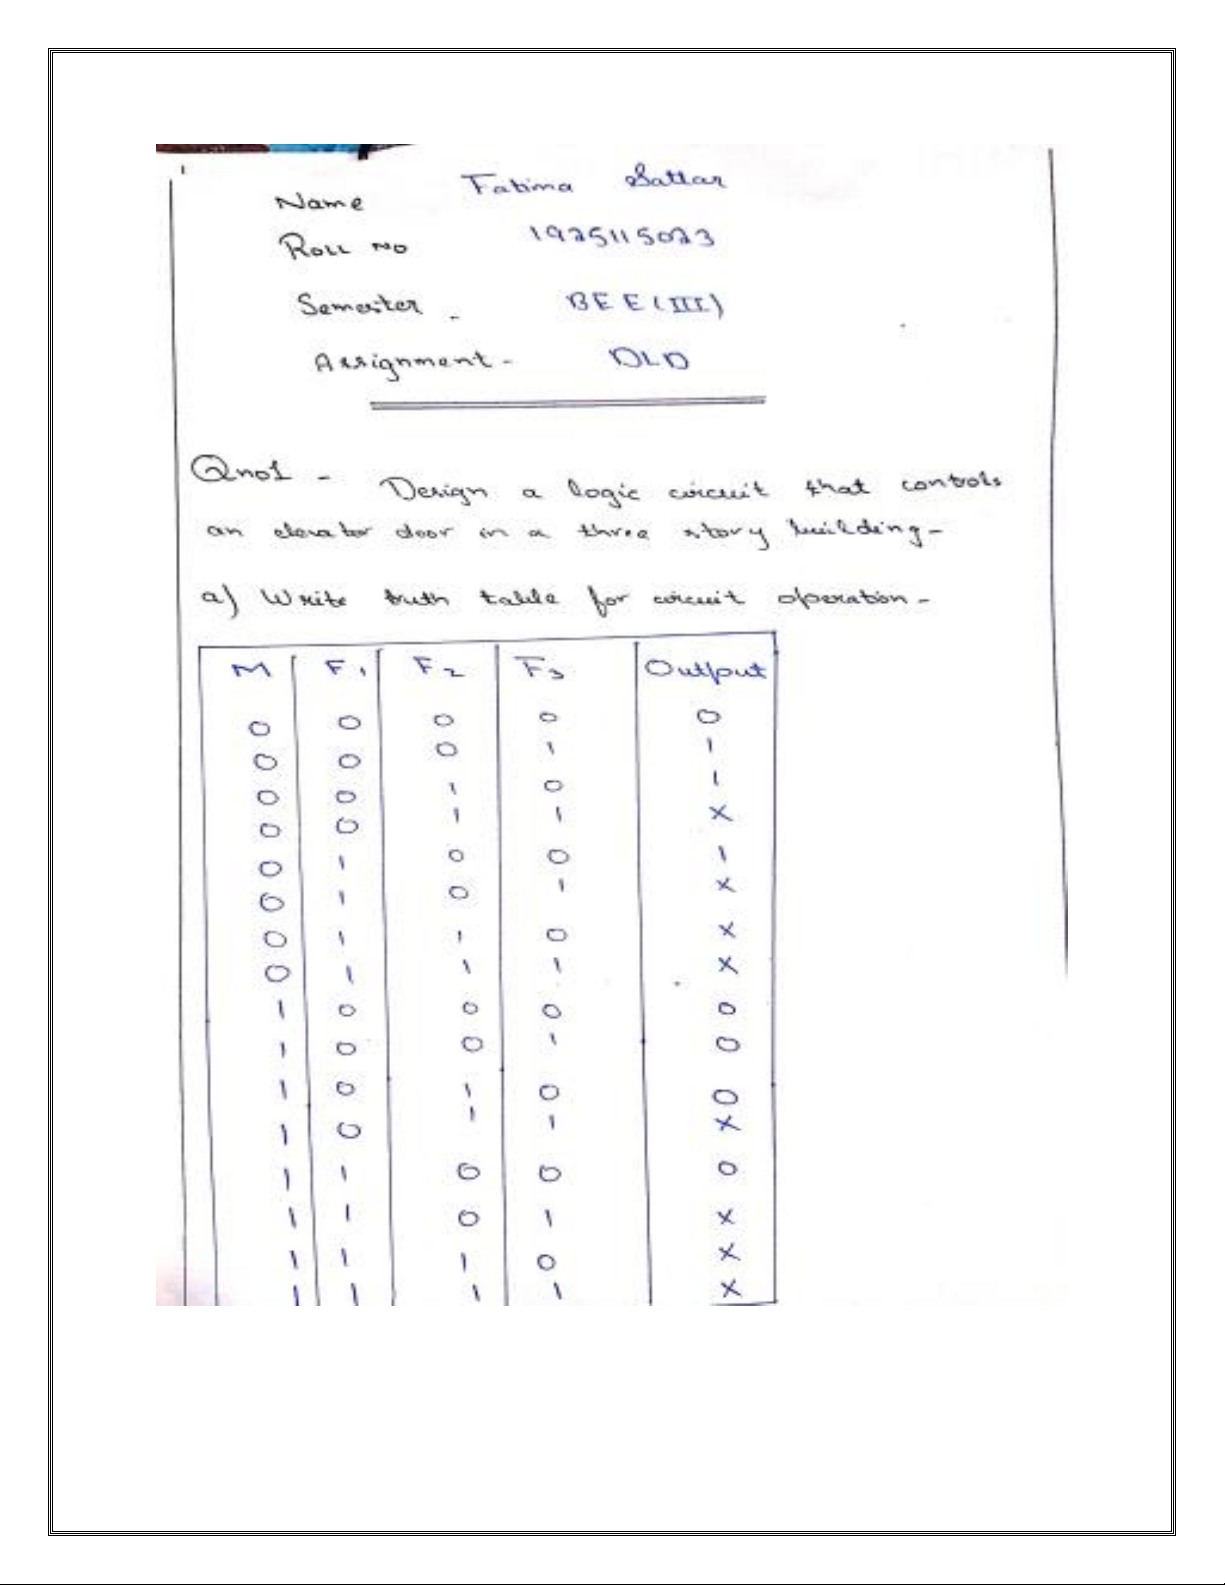 Name Fatima Sattar
Roll No 1925115023
Semester - BEE(III)
Assignment - DLD
Qno1 - Design a logic circuit that controls
an elevator door in a three story building-
a) Write truth table for circuit operation-
M F1 F2 F3 Output
0 0 0 0 0
0 0 0 1 1
0 0 1 0 1
0 0 1 1 X
0 1 0 0 1
0 1 0 1 X
0 1 1 0 X
0 1 1 1 X
1 0 0 0 0
1 0 0 1 0
1 0 1 0 0
1 0 1 1 X
1 1 0 0 0
1 1 0 1 X
1 1 1 0 X
1 1 1 1 X